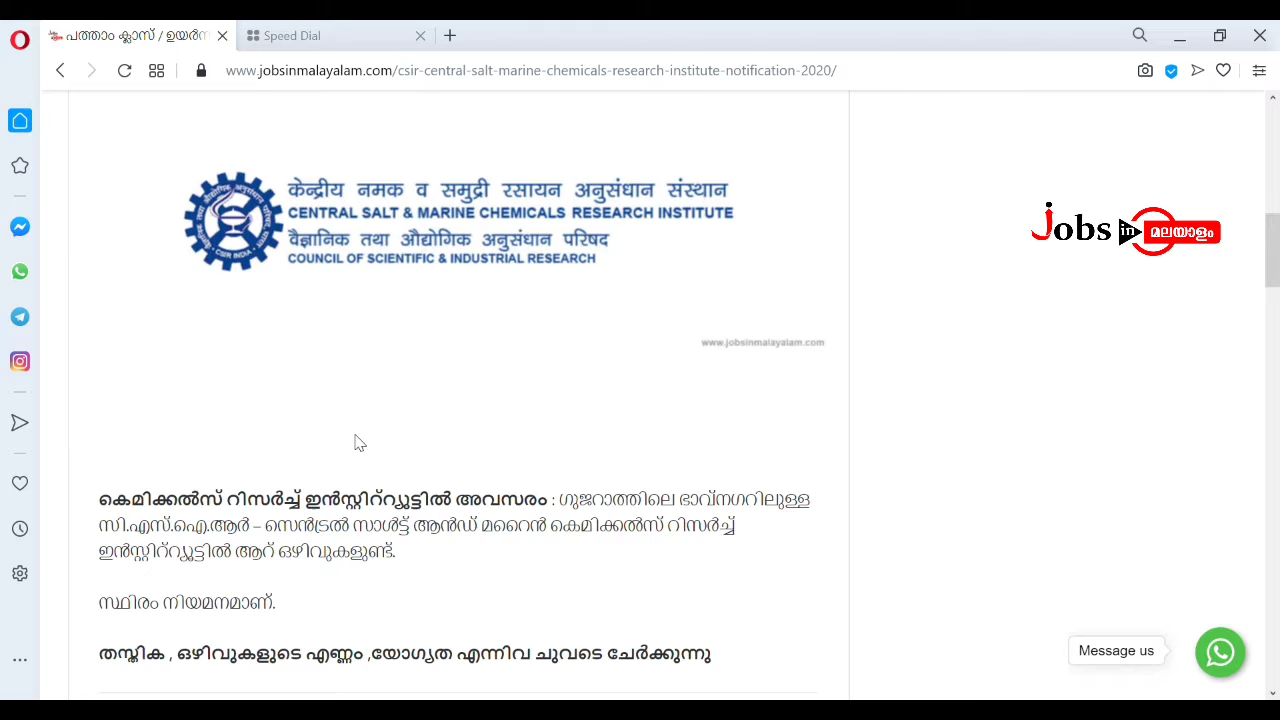 പത്താം ക്ലാസ് / ഉയർന
Speed Dial
www.jobsinmalayalam.com/csir-central-salt-marine-chemicals-research-institute-notification-2020/
केन्द्रीय नमक व समुद्री रसायन अनुसंधान संस्थान
CENTRAL SALT & MARINE CHEMICALS RESEARCH INSTITUTE
वैज्ञानिक तथा औद्योगिक अनुसंधान परिषद
COUNCIL OF SCIENTIFIC & INDUSTRIAL RESEARCH
CSIR INDIA
Jobs in മലയാളം
www.jobsinmalayalam.com
കെമിക്കൽസ് റിസർച്ച് ഇൻസ്റ്റിറ്റ്യൂട്ടിൽ അവസരം : ഗുജറാത്തിലെ ഭാവ്നഗറിലുള്ള
സി.എസ്.ഐ.ആർ – സെൻട്രൽ സാൾട്ട് ആൻഡ് മറൈൻ കെമിക്കൽസ് റിസർച്ച്
ഇൻസ്റ്റിറ്റ്യൂട്ടിൽ ആറ് ഒഴിവുകളുണ്ട്.
സ്ഥിരം നിയമനമാണ്.
തസ്തിക , ഒഴിവുകളുടെ എണ്ണം ,യോഗ്യത എന്നിവ ചുവടെ ചേർക്കുന്നു
Message us